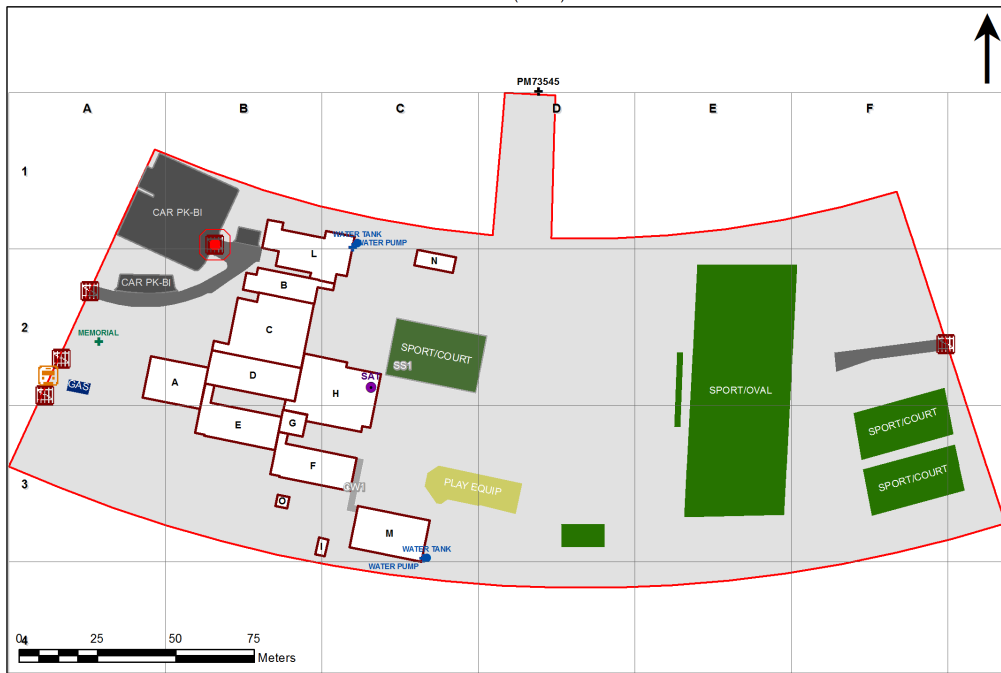 PM73545
A B C D E F
1
CAR PK-BI
WATER TANK
WATER PUMP
L
N
B
CAR PK-BI
2
C
MEMORIAL
SPORT/COURT
SS1
SA1
GAS
A
D
H
SPORT/OVAL
E
G
SPORT/COURT
F
3
PLAY EQUIP
SPORT/COURT
GW1
O
M
I
WATER TANK
WATER PUMP
4
0 25 50 75
Meters